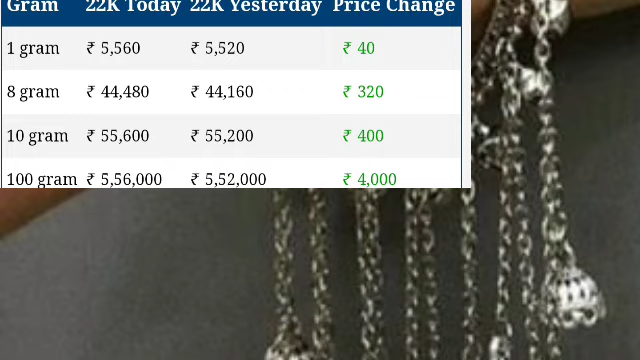 Gram 22K Today 22K Yesterday Price Change
1 gram ₹ 5,560 ₹ 5,520 ₹ 40
8 gram ₹ 44,480 ₹ 44,160 ₹ 320
10 gram ₹ 55,600 ₹ 55,200 ₹ 400
100 gram ₹ 5,56,000 ₹ 5,52,000 ₹ 4,000